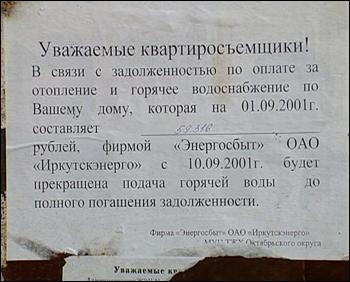 Уважаемые квартиросъемщики!
В связи с задолженностью по оплате за
отопление и горячее водоснабжение по
Вашему дому, которая на 01.09.2001г.
составляет 59316
рублей, фирмой «Энергосбыт» ОАО
«Иркутскэнерго» с 10.09.2001г. будет
прекращена подача горячей воды до
полного погашения задолженности.
Фирма «Энергосбыт» ОАО «Иркутскэнерго»
МУП ТЖХ Октябрьского округа
Уважаемые